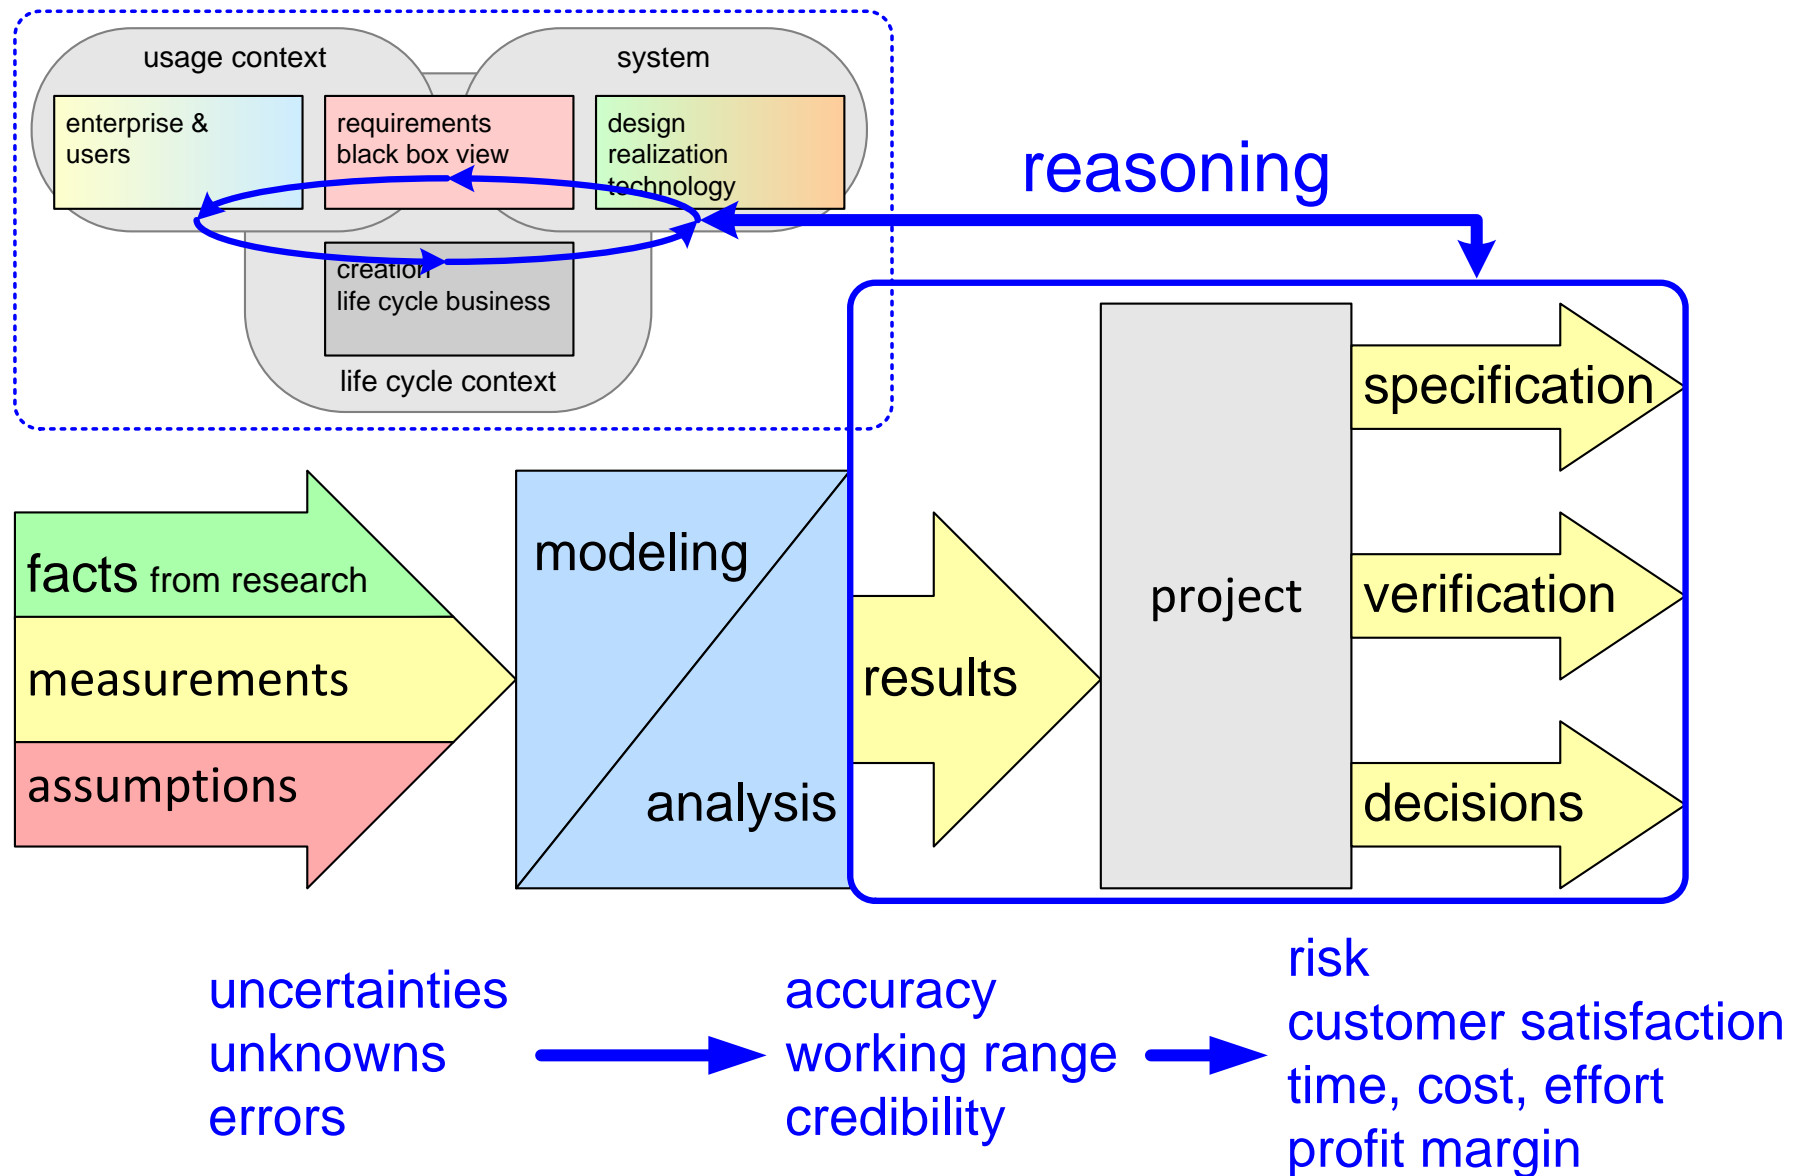 usage context
system
enterprise &
users
requirements
black box view
design
realization
technology
creation
life cycle business
life cycle context
reasoning
facts from research
measurements
assumptions
modeling
analysis
results
project
specification
verification
decisions
uncertainties
unknowns
errors
accuracy
working range
credibility
risk
customer satisfaction
time, cost, effort
profit margin